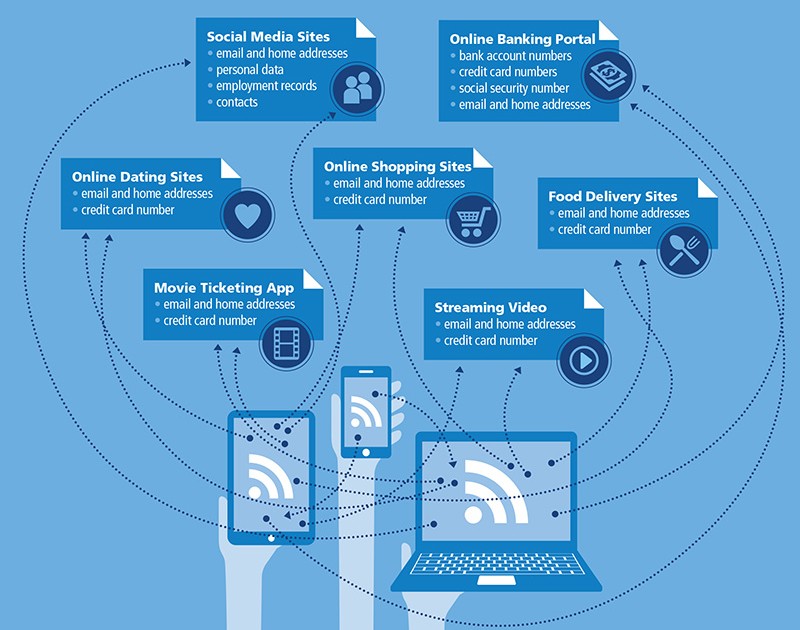 Social Media Sites
• email and home addresses
• personal data
• employment records
• contacts
Online Banking Portal
• bank account numbers
• credit card numbers
• social security number
• email and home addresses
Online Dating Sites
• email and home addresses
• credit card number
Online Shopping Sites
• email and home addresses
• credit card number
Food Delivery Sites
• email and home addresses
• credit card number
Movie Ticketing App
• email and home addresses
• credit card number
Streaming Video
• email and home addresses
• credit card number